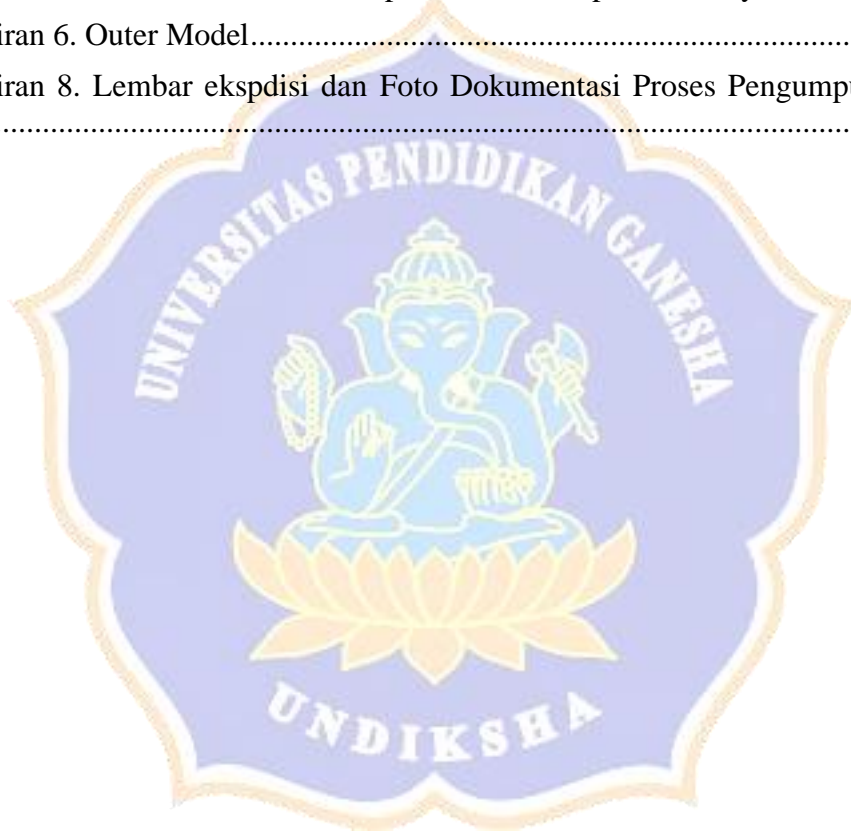 iran 6. Outer Model...........................................................................
iran 8. Lembar ekspdisi dan Foto Dokumentasi Proses Pengump
..........................................................................................................
UNIVERSITAS PENDIDIKAN GANESHA
UNDIKSHA